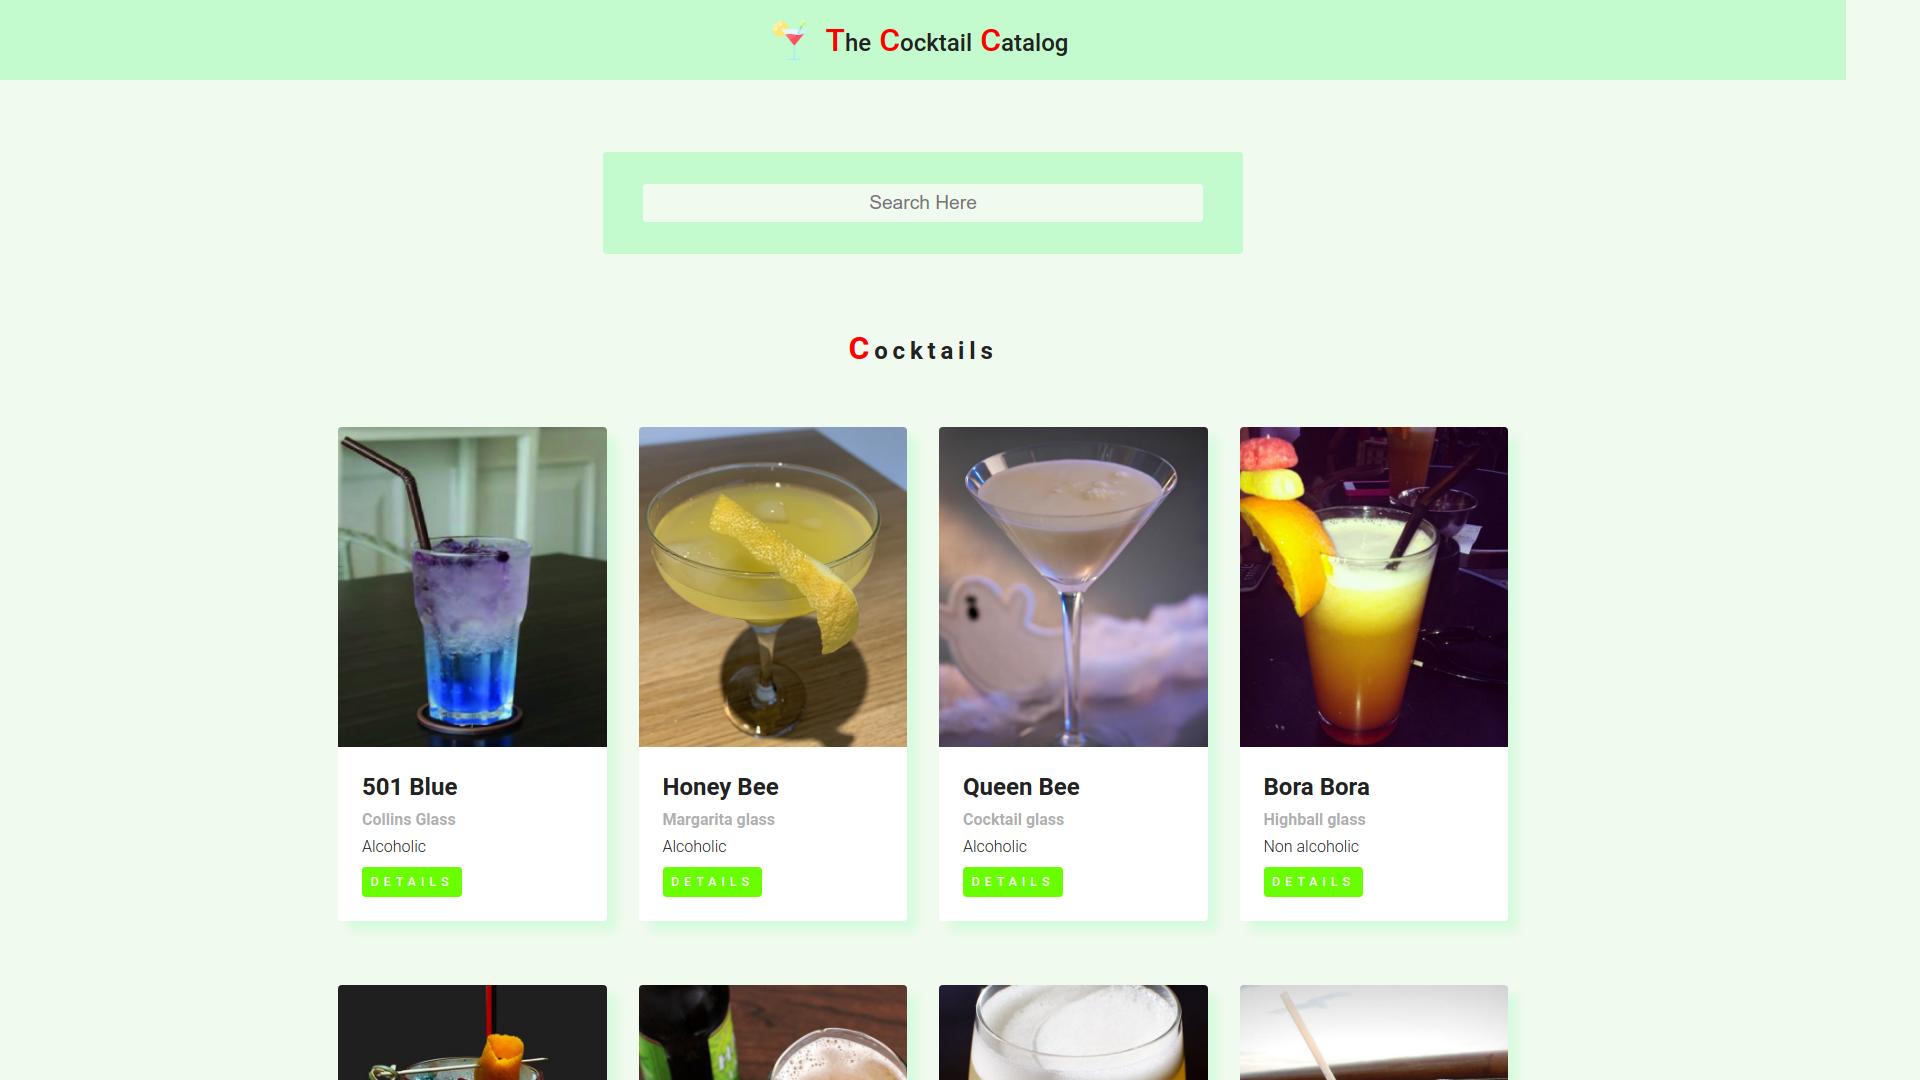 The Cocktail Catalog
Search Here
Cocktails
501 Blue
Collins Glass
Alcoholic
DETAILS
Honey Bee
Margarita glass
Alcoholic
DETAILS
Queen Bee
Cocktail glass
Alcoholic
DETAILS
Bora Bora
Highball glass
Non alcoholic
DETAILS